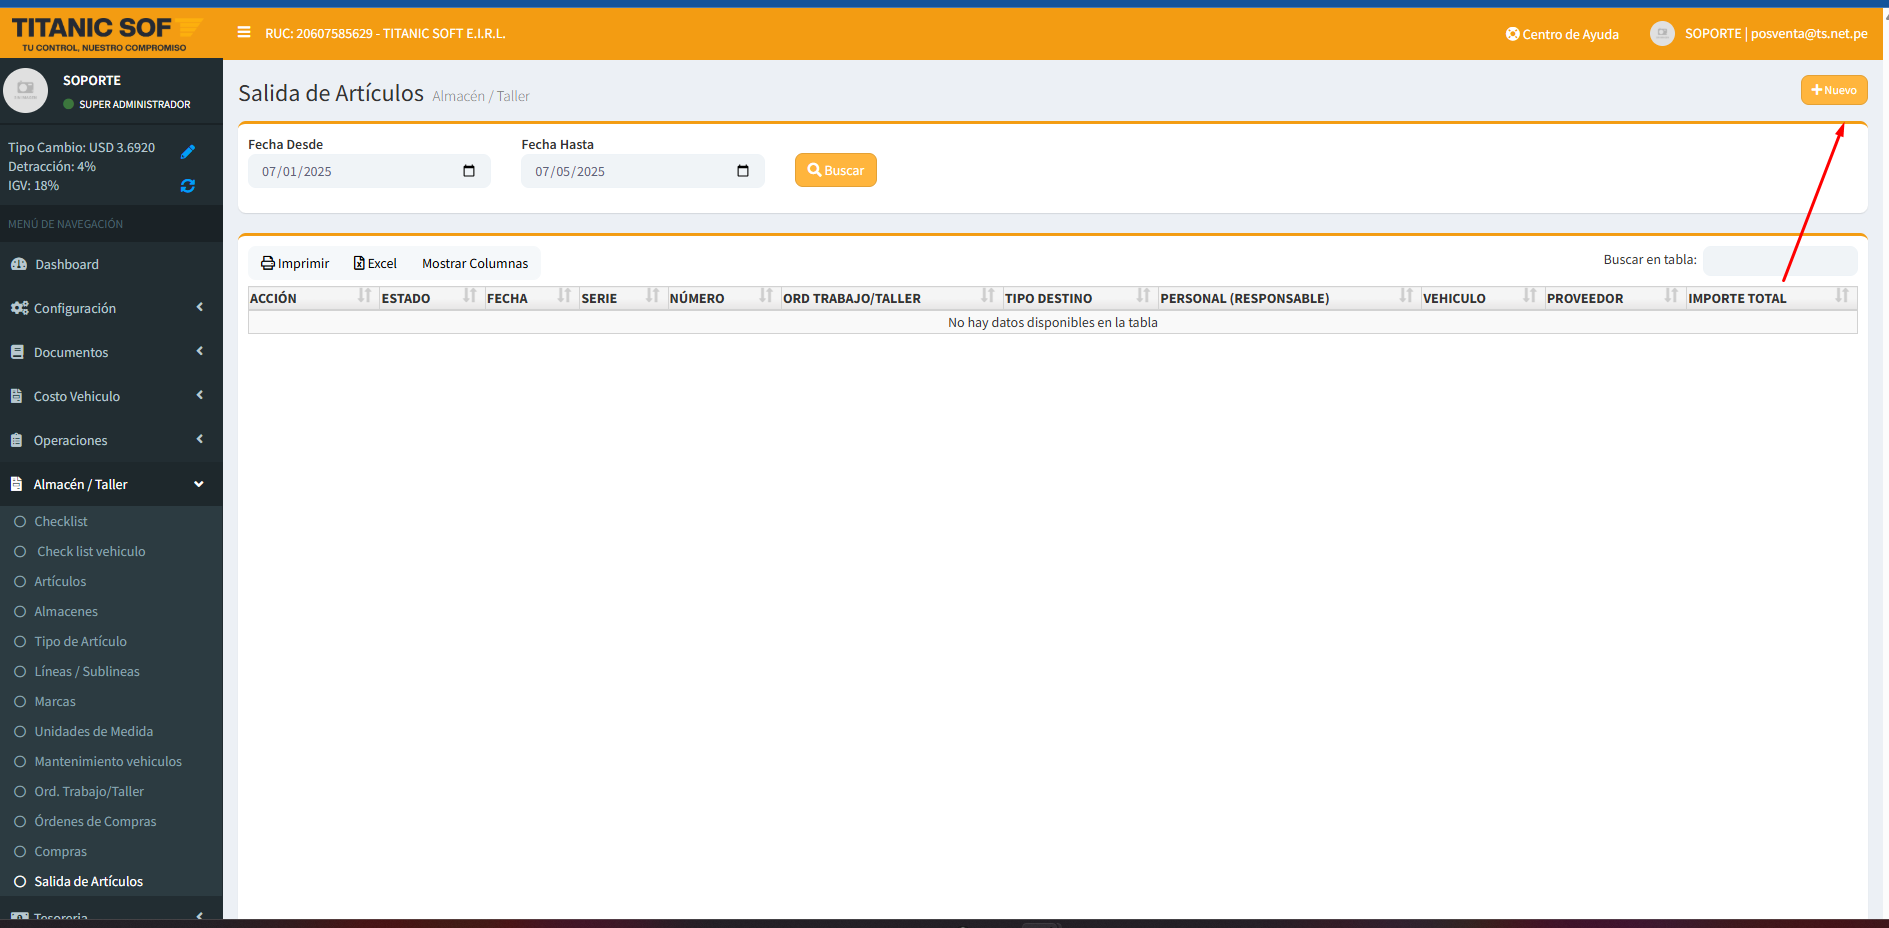 TITANIC SOF
TU CONTROL, NUESTRO COMPROMISO
RUC: 20607585629 - TITANIC SOFT E.I.R.L.
Centro de Ayuda
SOPORTE | posventa@ts.net.pe
SOPORTE
SUPER ADMINISTRADOR
Tipo Cambio: USD 3.6920
Detracción: 4%
IGV: 18%
MENÚ DE NAVEGACIÓN
Dashboard
Configuración
Documentos
Costo Vehiculo
Operaciones
Almacén / Taller
Checklist
Check list vehiculo
Artículos
Almacenes
Tipo de Artículo
Líneas / Sublineas
Marcas
Unidades de Medida
Mantenimiento vehiculos
Ord. Trabajo/Taller
Órdenes de Compras
Compras
Salida de Artículos
Tesoreria
Salida de Artículos Almacén / Taller
Nuevo
Fecha Desde Fecha Hasta
07/01/2025 07/05/2025 Buscar
Imprimir Excel Mostrar Columnas
Buscar en tabla:
ACCIÓN ESTADO FECHA SERIE NÚMERO ORD TRABAJO/TALLER TIPO DESTINO PERSONAL (RESPONSABLE) VEHICULO PROVEEDOR IMPORTE TOTAL
No hay datos disponibles en la tabla